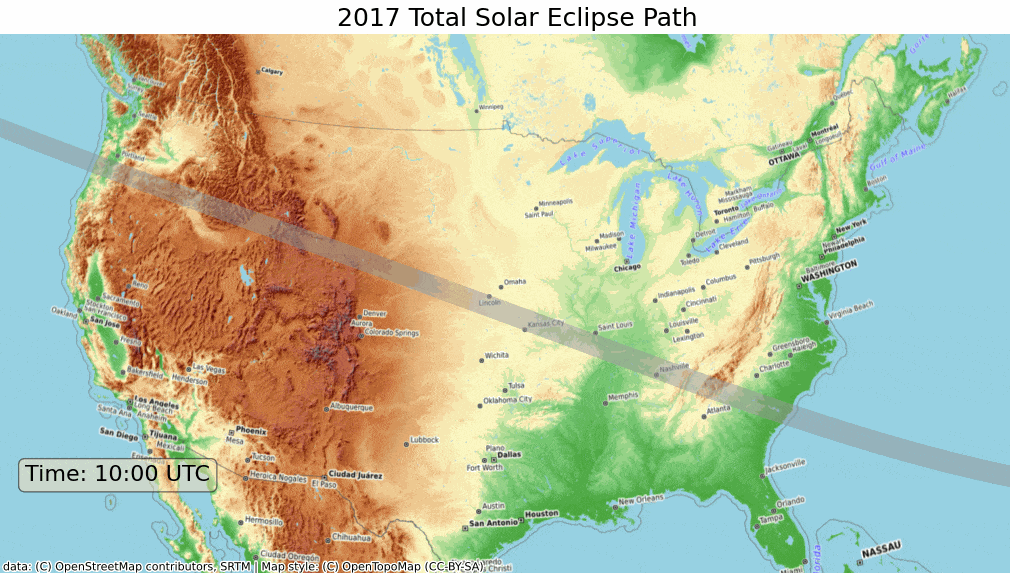 2017 Total Solar Eclipse Path
Calgary
Winnipeg
Québec
Halifax
Gulf of Maine
Seattle
Portland
Lake Superior
Montréal
Longueuil
Laval
Gatineau
OTTAWA
Boston
Minneapolis
Saint Paul
Lake Michigan
Lake Huron
Markham
Mississauga
Toronto
Hamilton
Buffalo
Lake Erie
Madison
Milwaukee
Detroit
Cleveland
New York
Newark
Philadelphia
Chicago
Toledo
Pittsburgh
Baltimore
WASHINGTON
Reno
Omaha
Lincoln
Indianapolis
Columbus
Cincinnati
Sacramento
Stockton
San Francisco
Oakland
San Jose
Denver
Aurora
Colorado Springs
Kansas City
Saint Louis
Louisville
Lexington
Virginia Beach
Fresno
Las Vegas
Henderson
Bakersfield
Wichita
Nashville
Greensboro
Raleigh
Charlotte
Tulsa
Oklahoma City
Memphis
Atlanta
Los Angeles
Long Beach
Anaheim
Santa Ana
Albuquerque
San Diego
Tijuana
Mexicali
Phoenix
Mesa
Lubbock
Tucson
Plano
Dallas
Fort Worth
Time: 10:00 UTC
Heroica Nogales
Ciudad Juárez
El Paso
Jacksonville
Austin
San Antonio
Houston
New Orleans
Orlando
Tampa
Hermosillo
Chihuahua
Ciudad Obregón
NASSAU
Miami
data: (C) OpenStreetMap contributors, SRTM | Map style: (C) OpenTopoMap (CC-BY-SA)